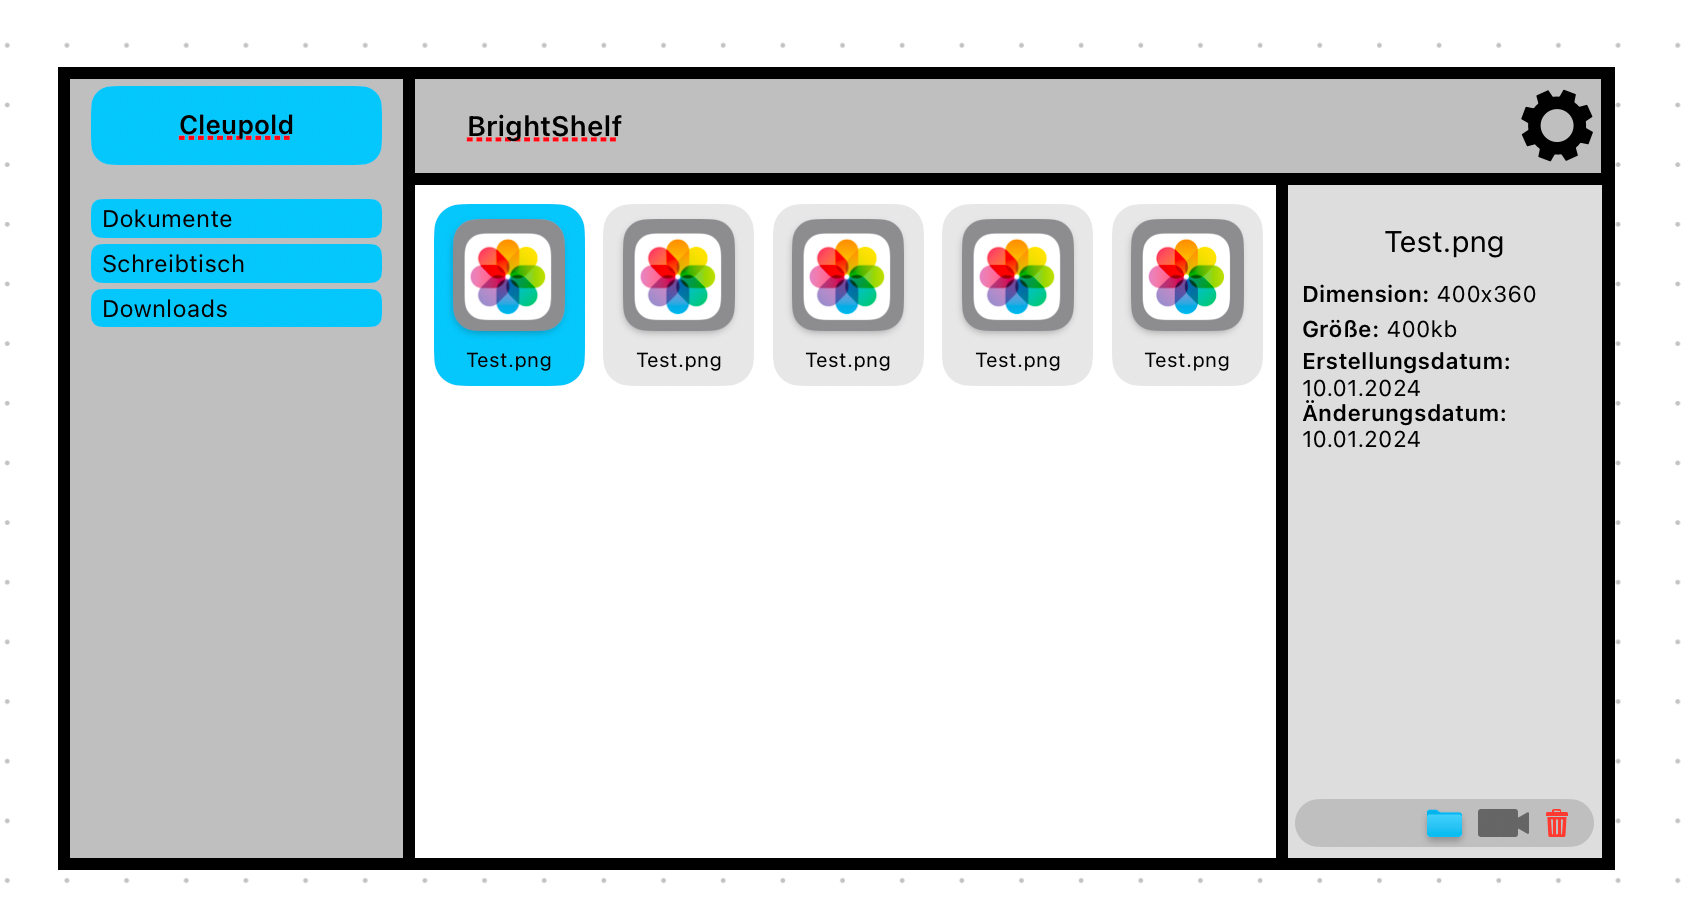 Cleupold
BrightShelf
Dokumente
Schreibtisch
Downloads
Test.png
Test.png
Test.png
Test.png
Test.png
Test.png
Dimension: 400x360
Größe: 400kb
Erstellungsdatum:
10.01.2024
Änderungsdatum:
10.01.2024